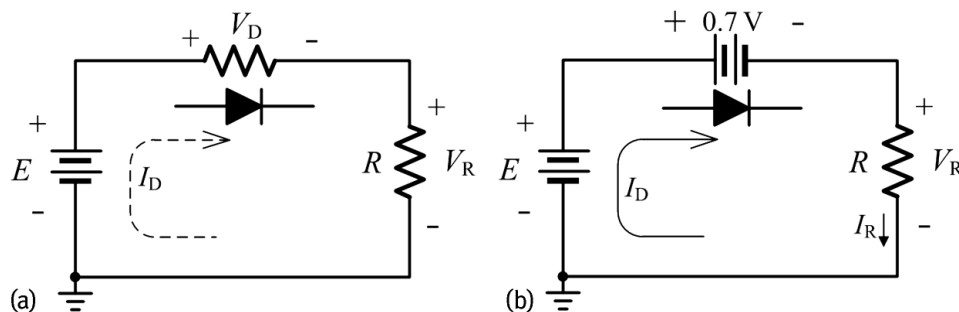 V_D
+ -
+
E
-
I_D
+
R V_R
-
(a)
+ 0.7 V -
+
E
-
I_D
+
R V_R
I_R -
(b)